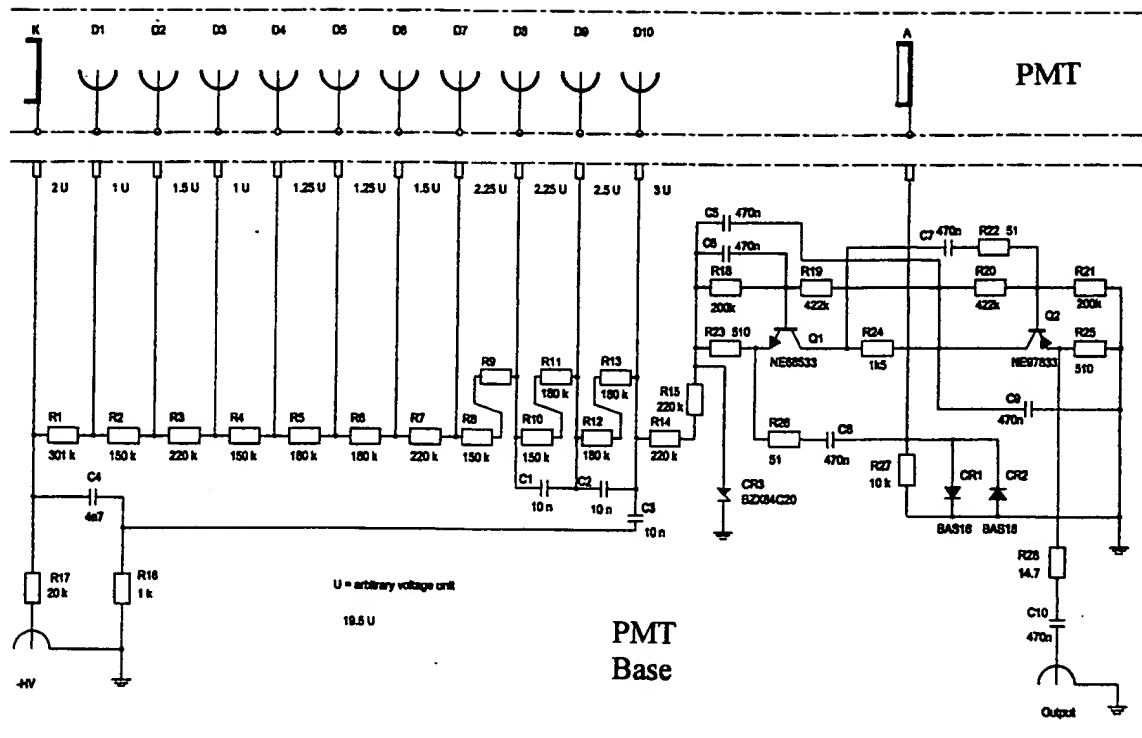 K D1 D2 D3 D4 D5 D6 D7 D8 D9 D10 A
PMT
2 U 1 U 1.5 U 1 U 1.25 U 1.25 U 1.5 U 2.25 U 2.25 U 2.5 U 3 U
C5 470n
C6 470n
C7 470n R22 51
R18 200k
R19 422k
R20 422k
R21 200k
R23 510
Q1
NE68533
R24 1k5
Q2
NE97833
R25 510
R9
R11 180 k
R13 180 k
R15 220 k
C9 470n
R1 301 k
R2 150 k
R3 220 k
R4 150 k
R5 180 k
R6 180 k
R7 220 k
R8 150 k
R10 150 k
R12 180 k
R14 220 k
R26 51
C8 470n
R27 10 k
CR1 BAS16
CR2 BAS16
C4 4n7
C1 10 n
C2 10 n
C3 10 n
CR3
BZX84C20
R17 20 k
R16 1 k
U = arbitrary voltage unit
19.5 U
R28 14.7
C10 470n
PMT
Base
-HV
Output